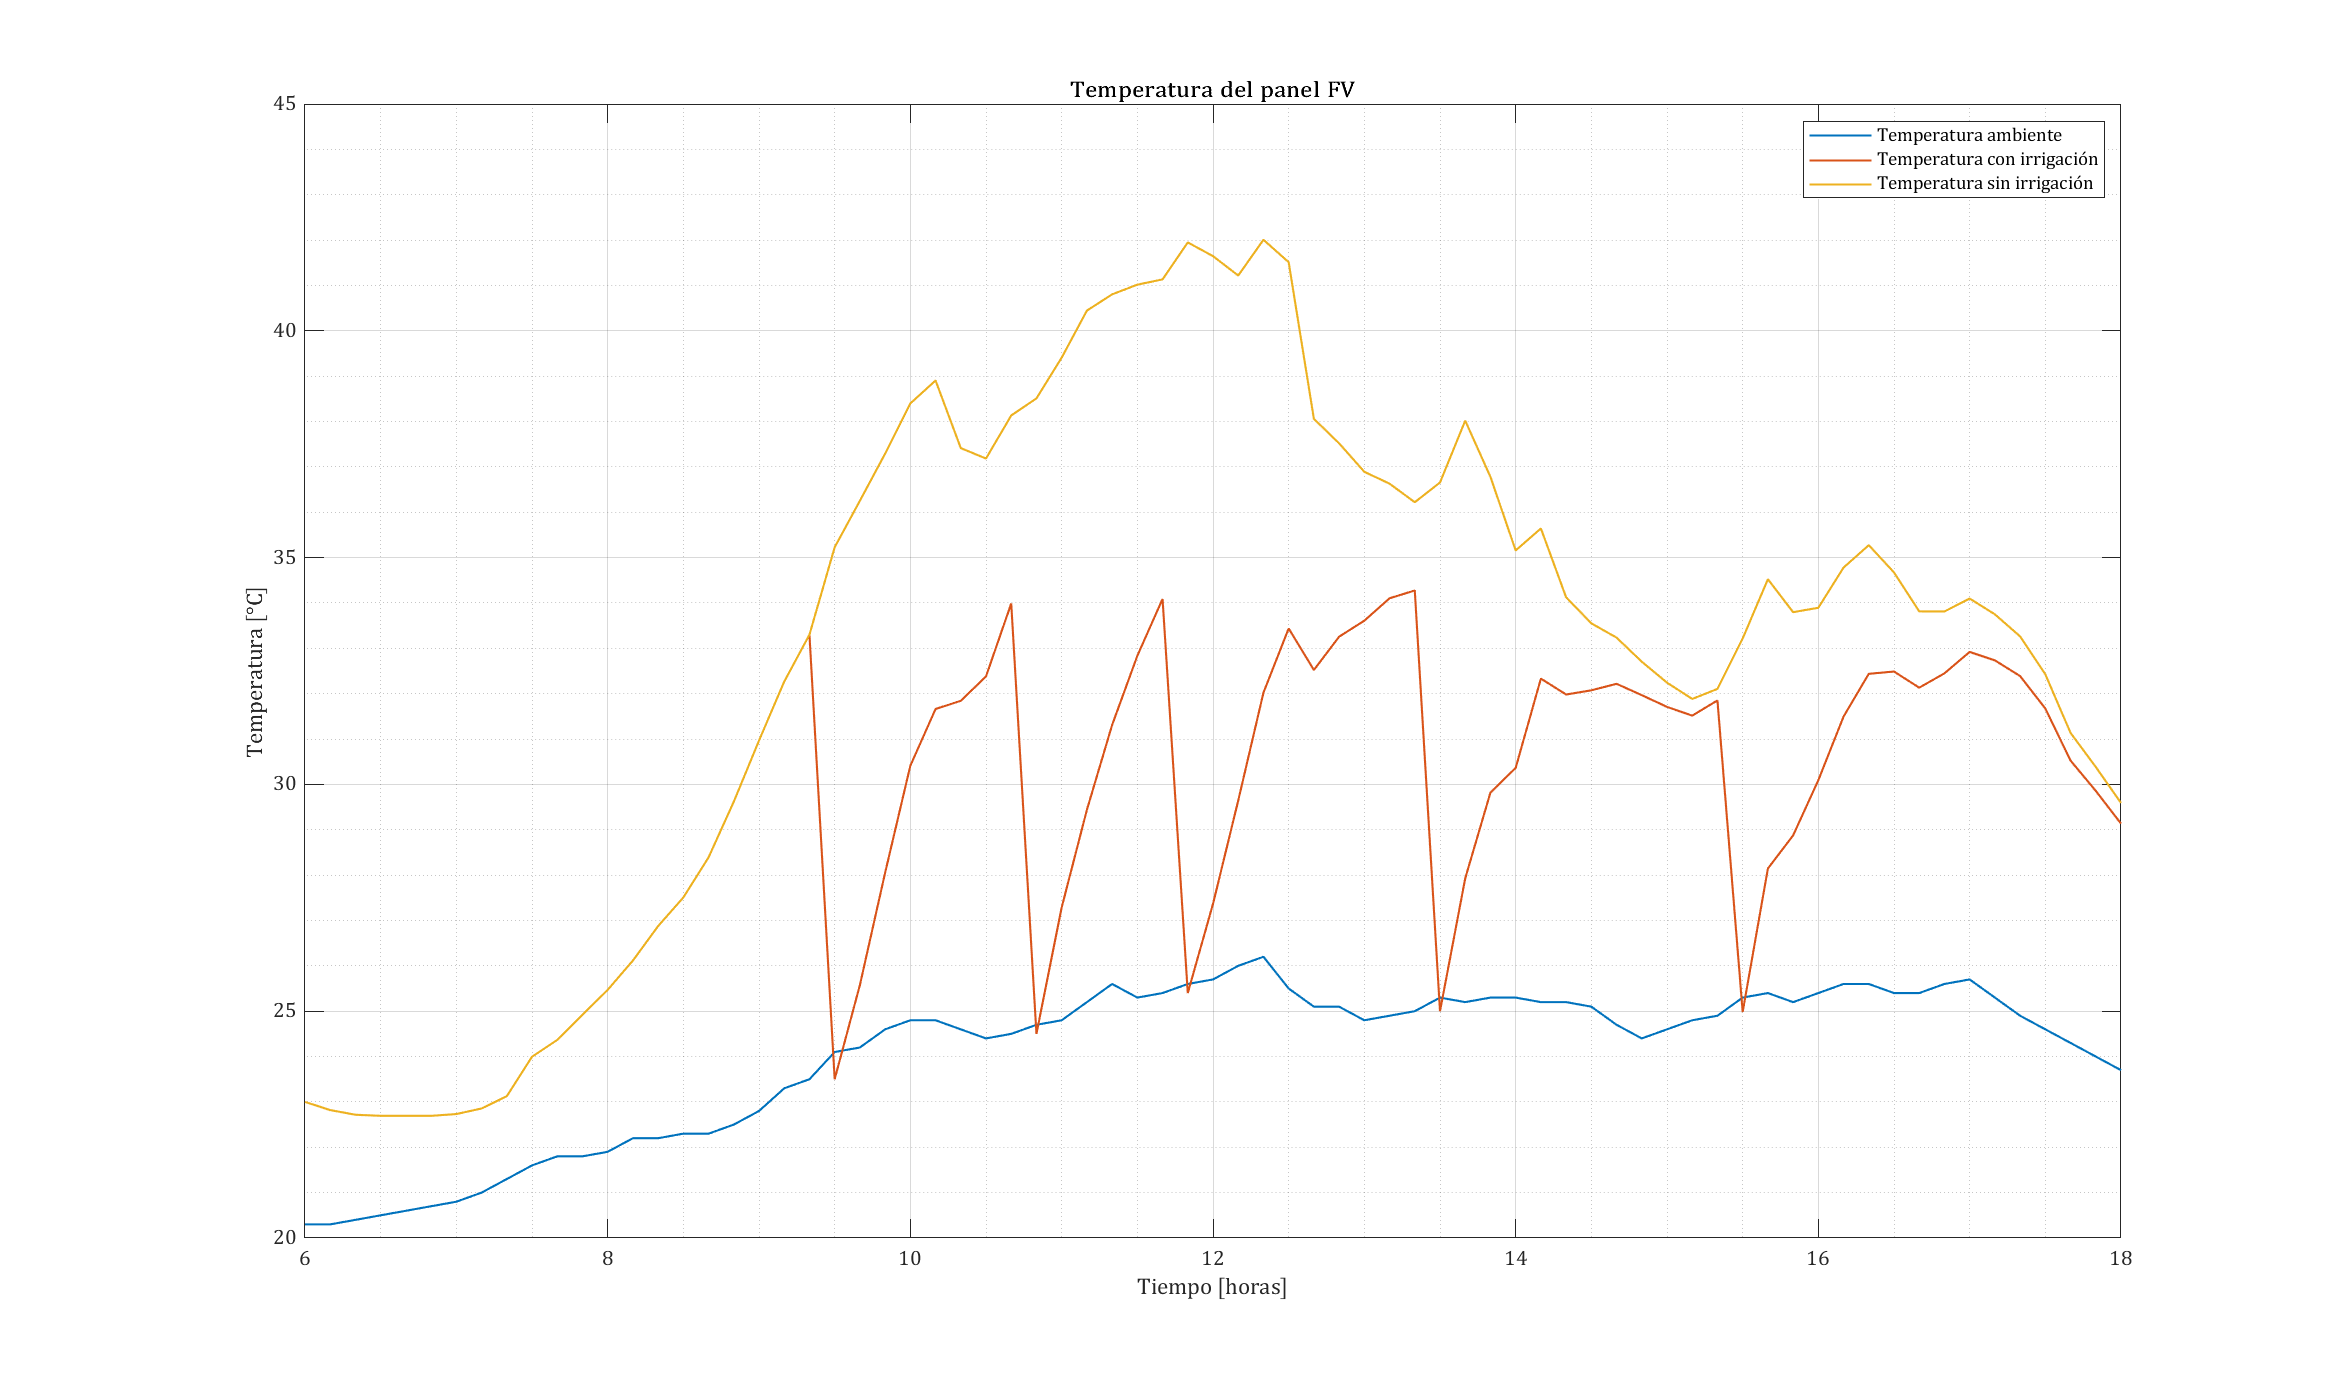 Temperatura del panel FV
Temperatura ambiente
Temperatura con irrigación
Temperatura sin irrigación
45
40
35
30
25
20
Temperatura [°C]
6 8 10 12 14 16 18
Tiempo [horas]